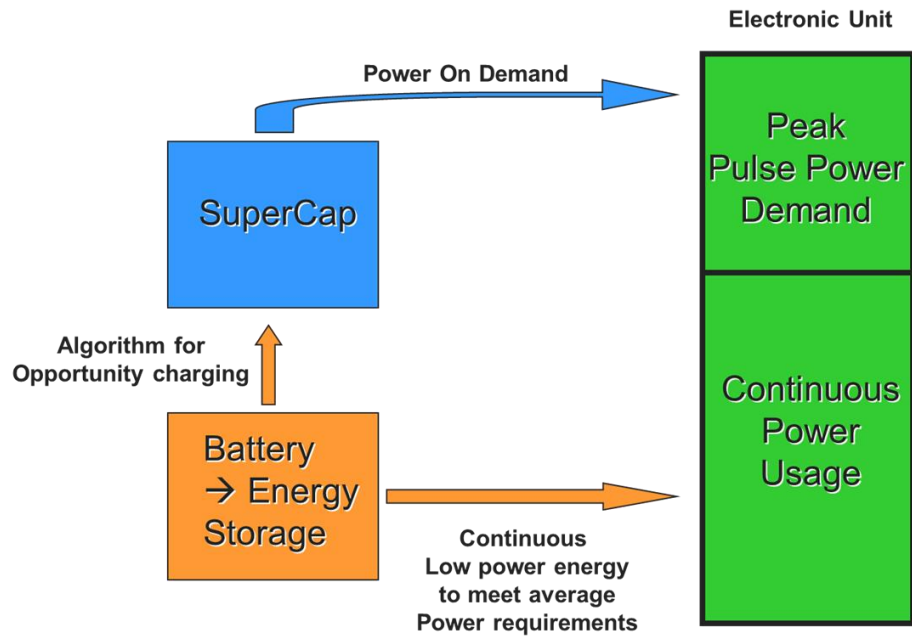 Electronic Unit
Power On Demand
Peak
Pulse Power
Demand
SuperCap
Algorithm for
Opportunity charging
Continuous
Power
Usage
Battery
→ Energy
Storage
Continuous
Low power energy
to meet average
Power requirements